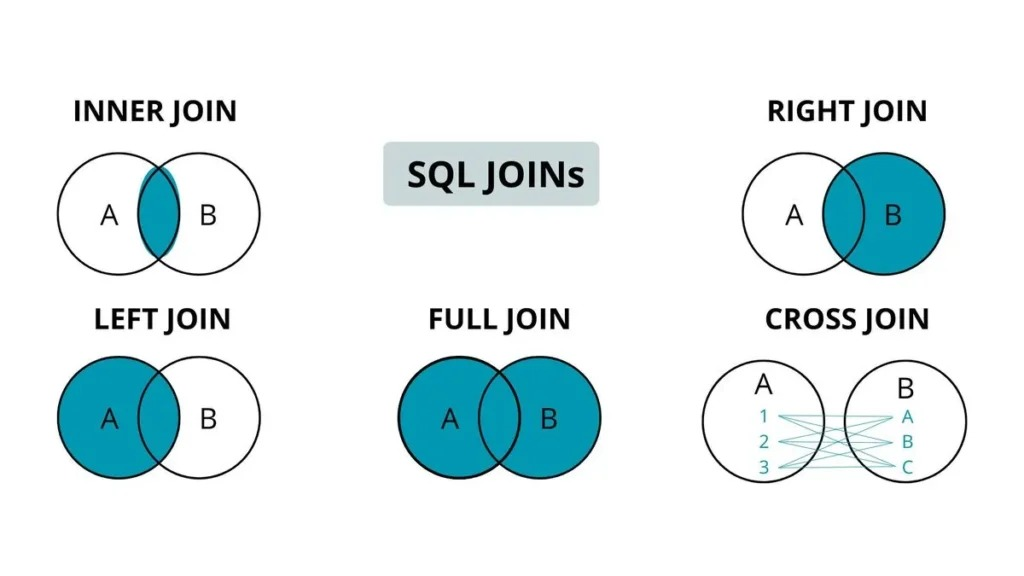 SQL JOINs
INNER JOIN
A B
RIGHT JOIN
A B
LEFT JOIN
A B
FULL JOIN
A B
CROSS JOIN
A B
1 A
2 B
3 C